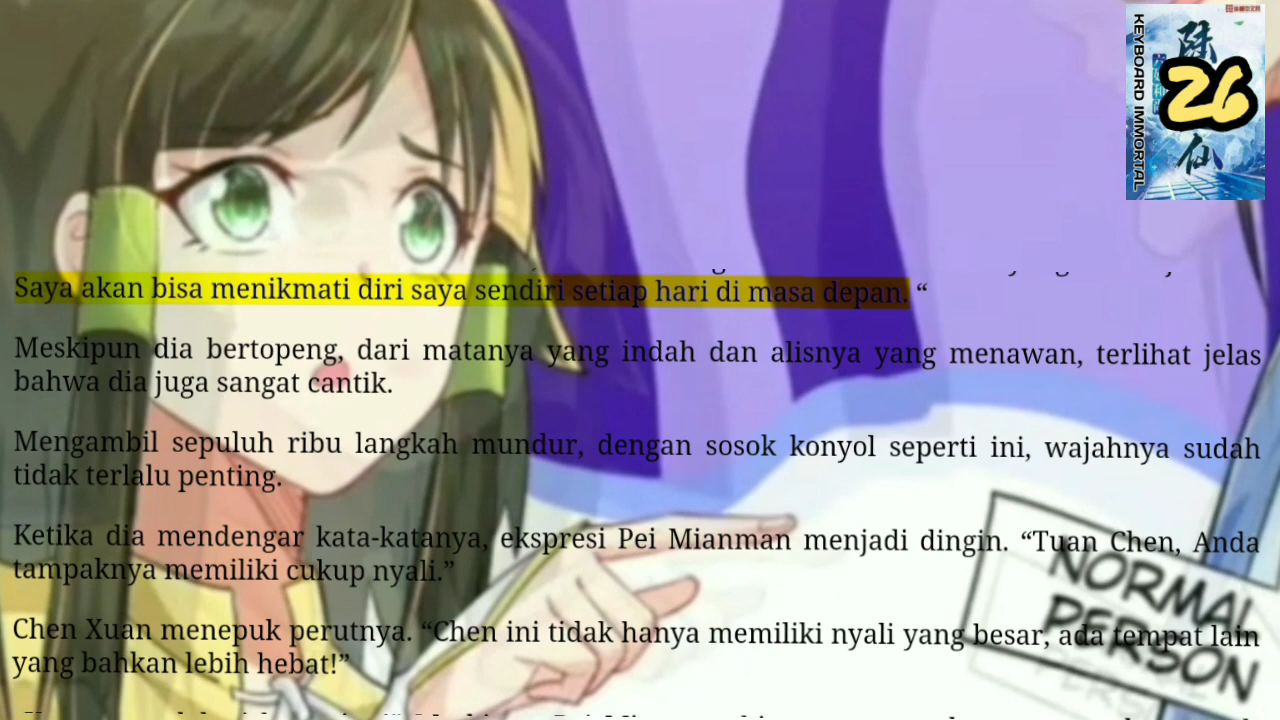 KEYBOARD IMMORTAL
26
仙
Saya akan bisa menikmati diri saya sendiri setiap hari di masa depan. “
Meskipun dia bertopeng, dari matanya yang indah dan alisnya yang menawan, terlihat jelas
bahwa dia juga sangat cantik.
Mengambil sepuluh ribu langkah mundur, dengan sosok konyol seperti ini, wajahnya sudah
tidak terlalu penting.
Ketika dia mendengar kata-katanya, ekspresi Pei Mianman menjadi dingin. “Tuan Chen, Anda
tampaknya memiliki cukup nyali.”
Chen Xuan menepuk perutnya. “Chen ini tidak hanya memiliki nyali yang besar, ada tempat lain
yang bahkan lebih hebat!”
NORMAL
PERSON